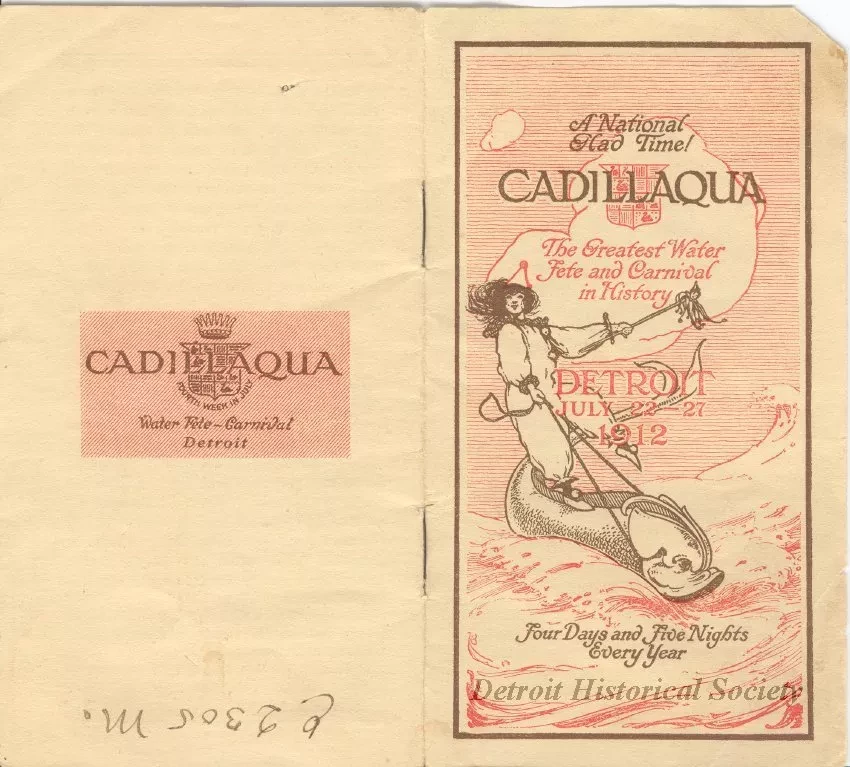 CADILLAQUA
FOURTH WEEK IN JULY
Water Fete-Carnival
Detroit
A National
Glad Time!
CADILLAQUA
The Greatest Water
Fete and Carnival
in History
DETROIT
JULY 22-27
1912
Four Days and Five Nights
Every Year
Detroit Historical Society